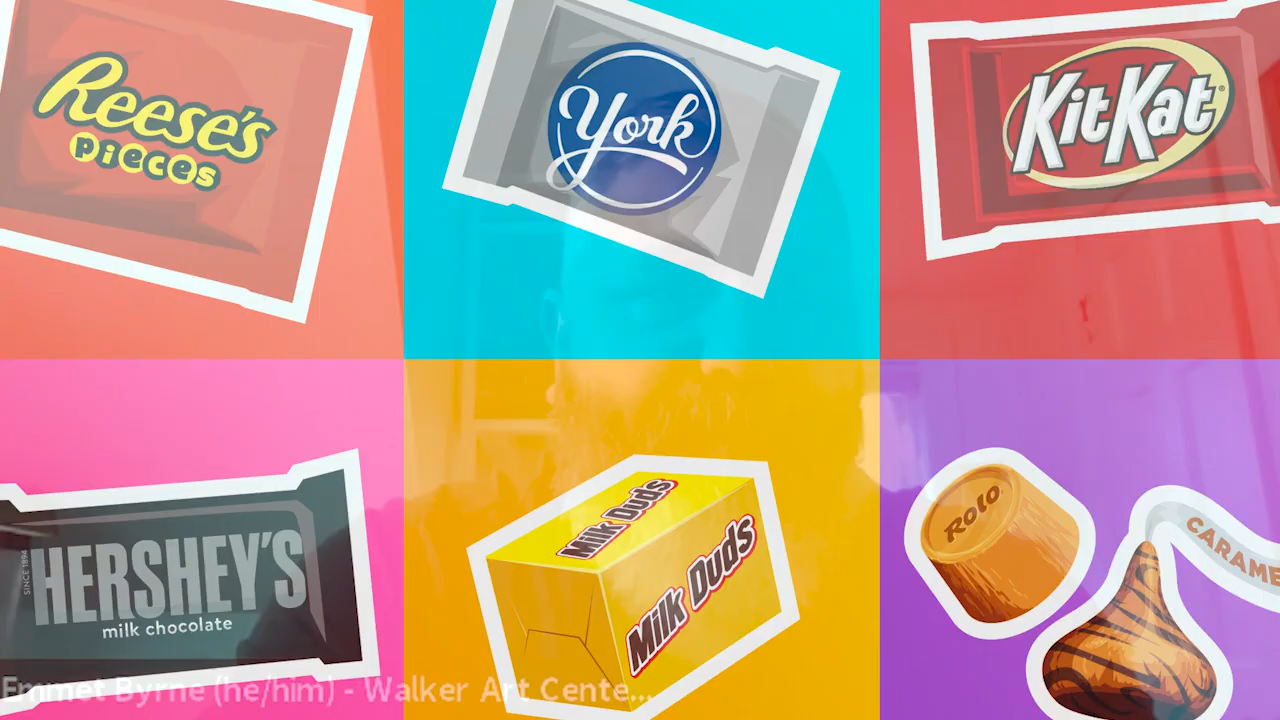 Reese's
pieces
York
KitKat®
SINCE 1894
HERSHEY'S
milk chocolate
Milk Duds
Milk Duds
Rolo
CARAME
Emmet Byrne (he/him) - Walker Art Cente...